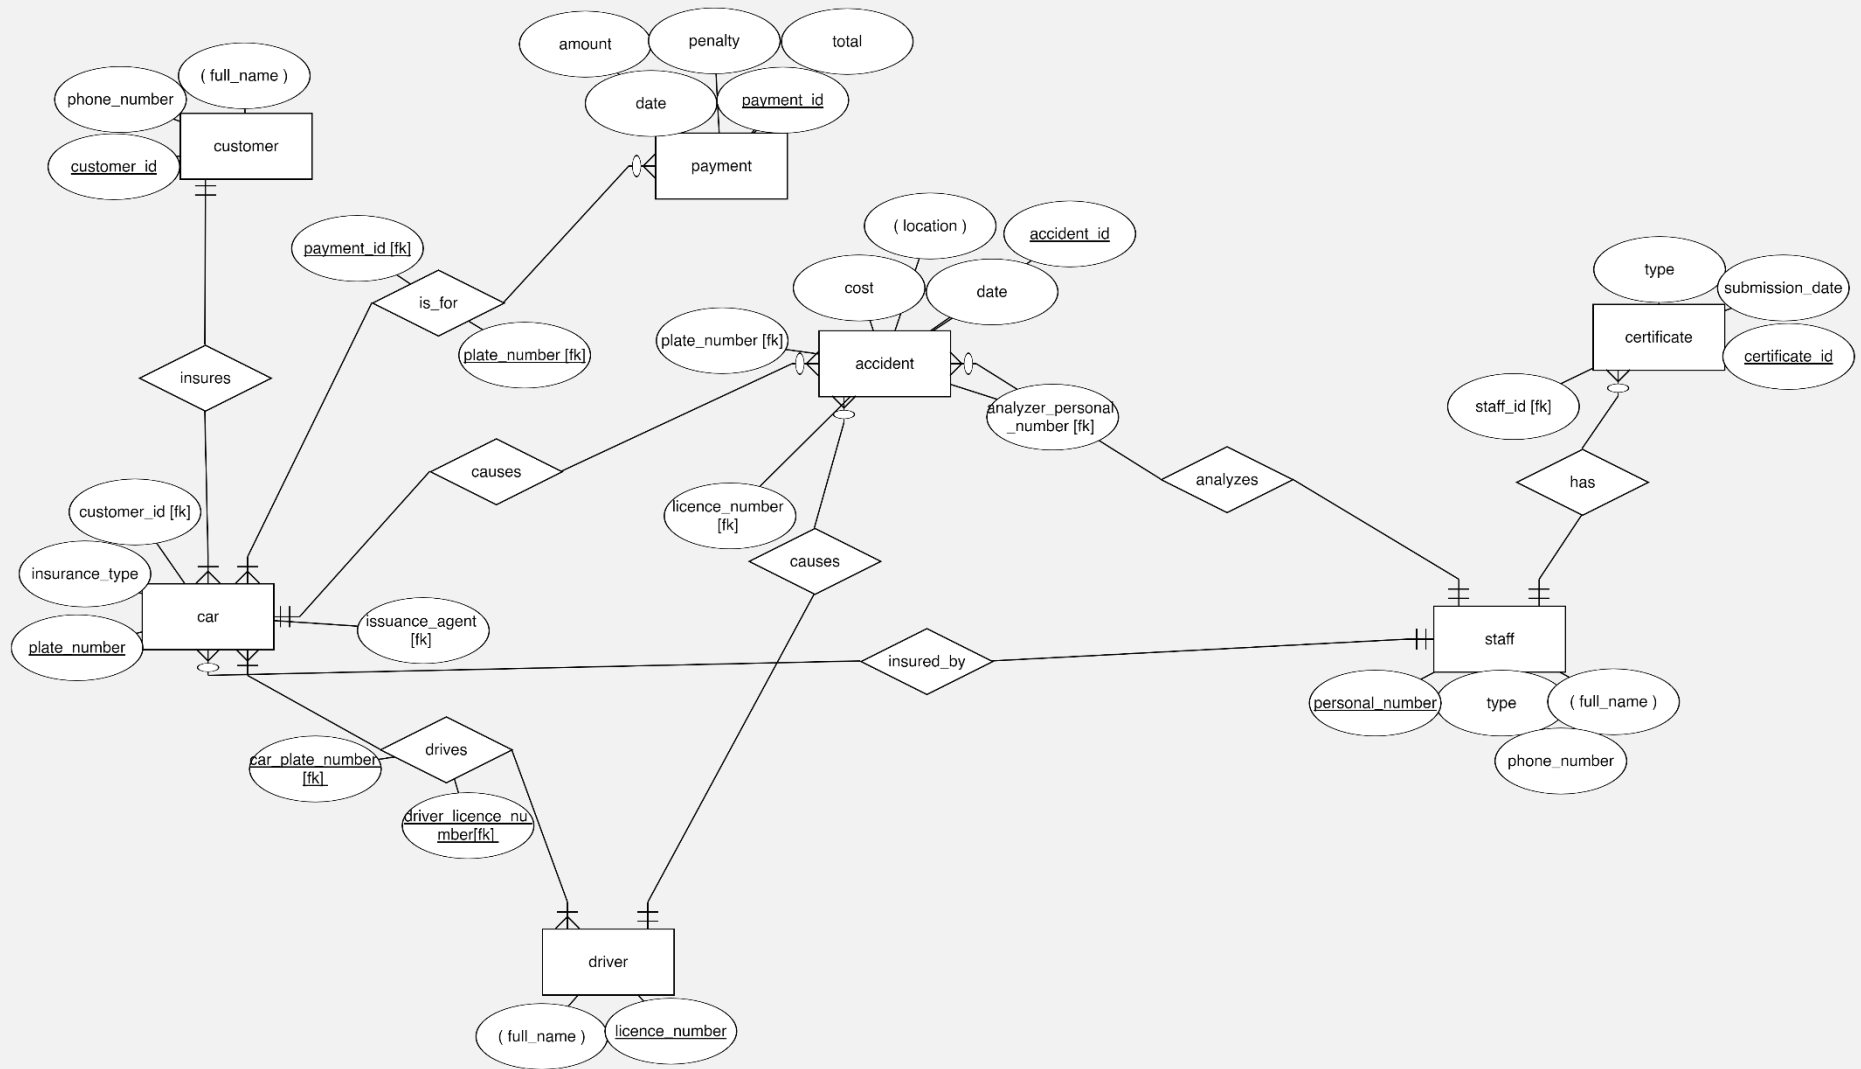 amount
penalty
total
( full_name )
phone_number
date
payment_id
customer
customer_id
payment
( location )
accident_id
payment_id [fk]
type
cost
date
submission_date
is_for
plate_number [fk]
plate_number [fk]
accident
certificate
certificate_id
insures
staff_id [fk]
analyzer_personal
_number [fk]
causes
analyzes
has
customer_id [fk]
licence_number
[fk]
causes
insurance_type
car
issuance_agent
[fk]
plate_number
insured_by
staff
personal_number
type
( full_name )
drives
car_plate_number
[fk]
phone_number
driver_licence_nu
mber[fk]
driver
( full_name )
licence_number